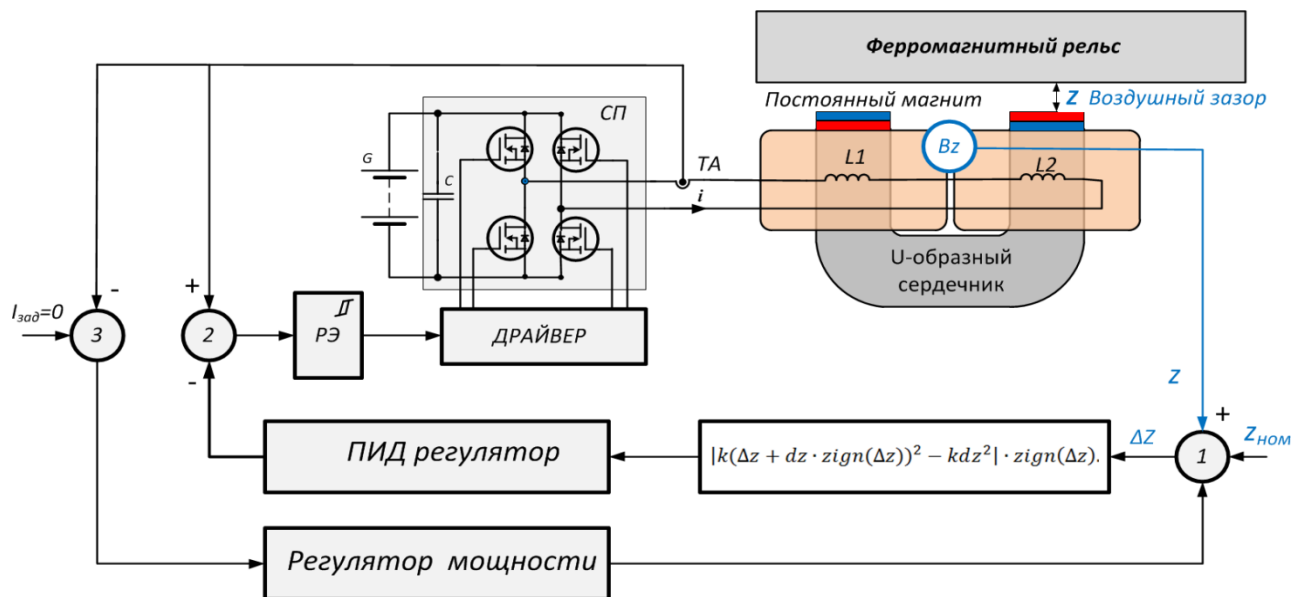 Ферромагнитный рельс
Z Воздушный зазор
Постоянный магнит
СП
G
C
Bz
L1
L2
TA
i
U-образный
сердечник
-
+
Iзад=0
3
2
РЭ
ДРАЙВЕР
-
Z
+
ПИД регулятор
|k(Δz + dz · zign(Δz))² − kdz²| · zign(Δz).
ΔZ
1
Zном
Регулятор мощности